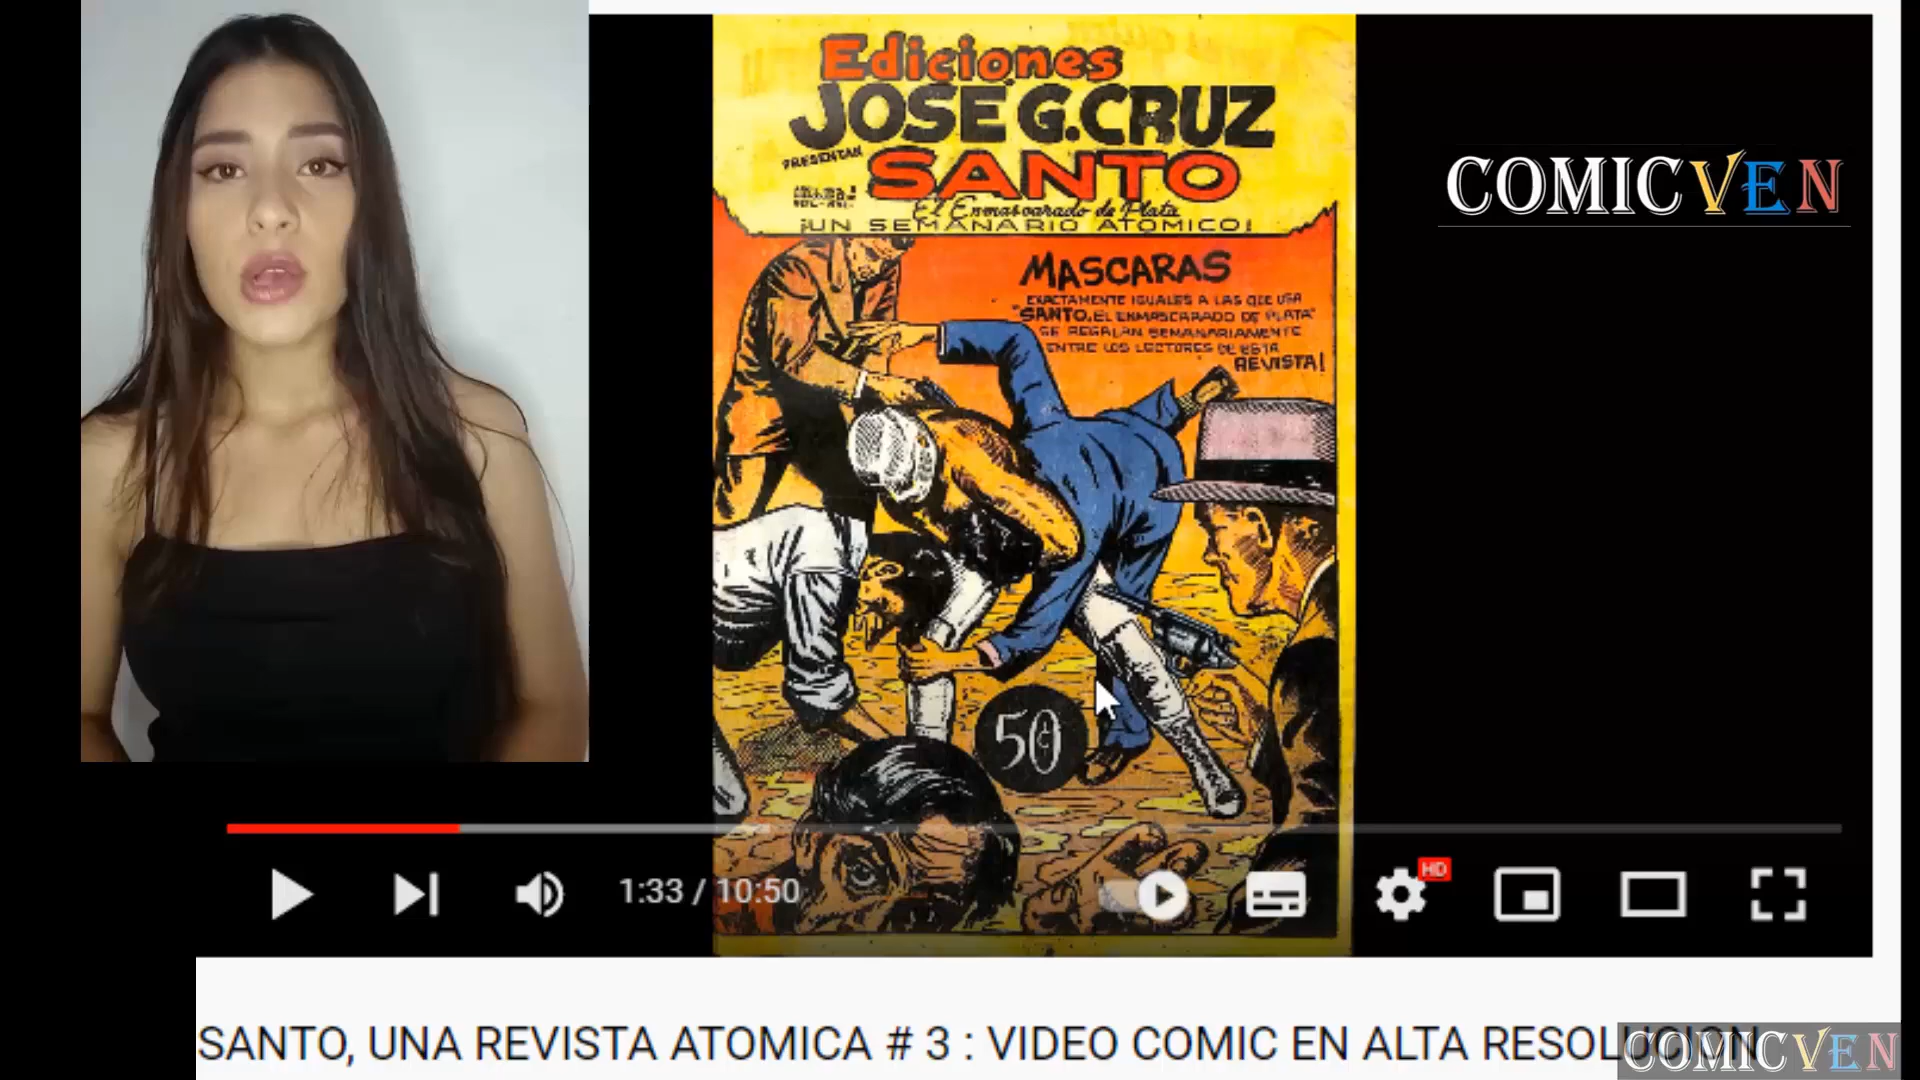 Ediciones
JOSE G. CRUZ
PRESENTAN
SANTO
El Enmascarado de Plata
¡UN SEMANARIO ATOMICO!
MASCARAS
EXACTAMENTE IGUALES A LAS QUE USA
"SANTO, EL ENMASCARADO DE PLATA"
SE REGALAN SEMANARIAMENTE
ENTRE LOS LECTORES DE ESTA
REVISTA!
50¢
COMICVEN
1:33 / 10:50
HD
SANTO, UNA REVISTA ATOMICA # 3 : VIDEO COMIC EN ALTA RESOLUCION
COMICVEN